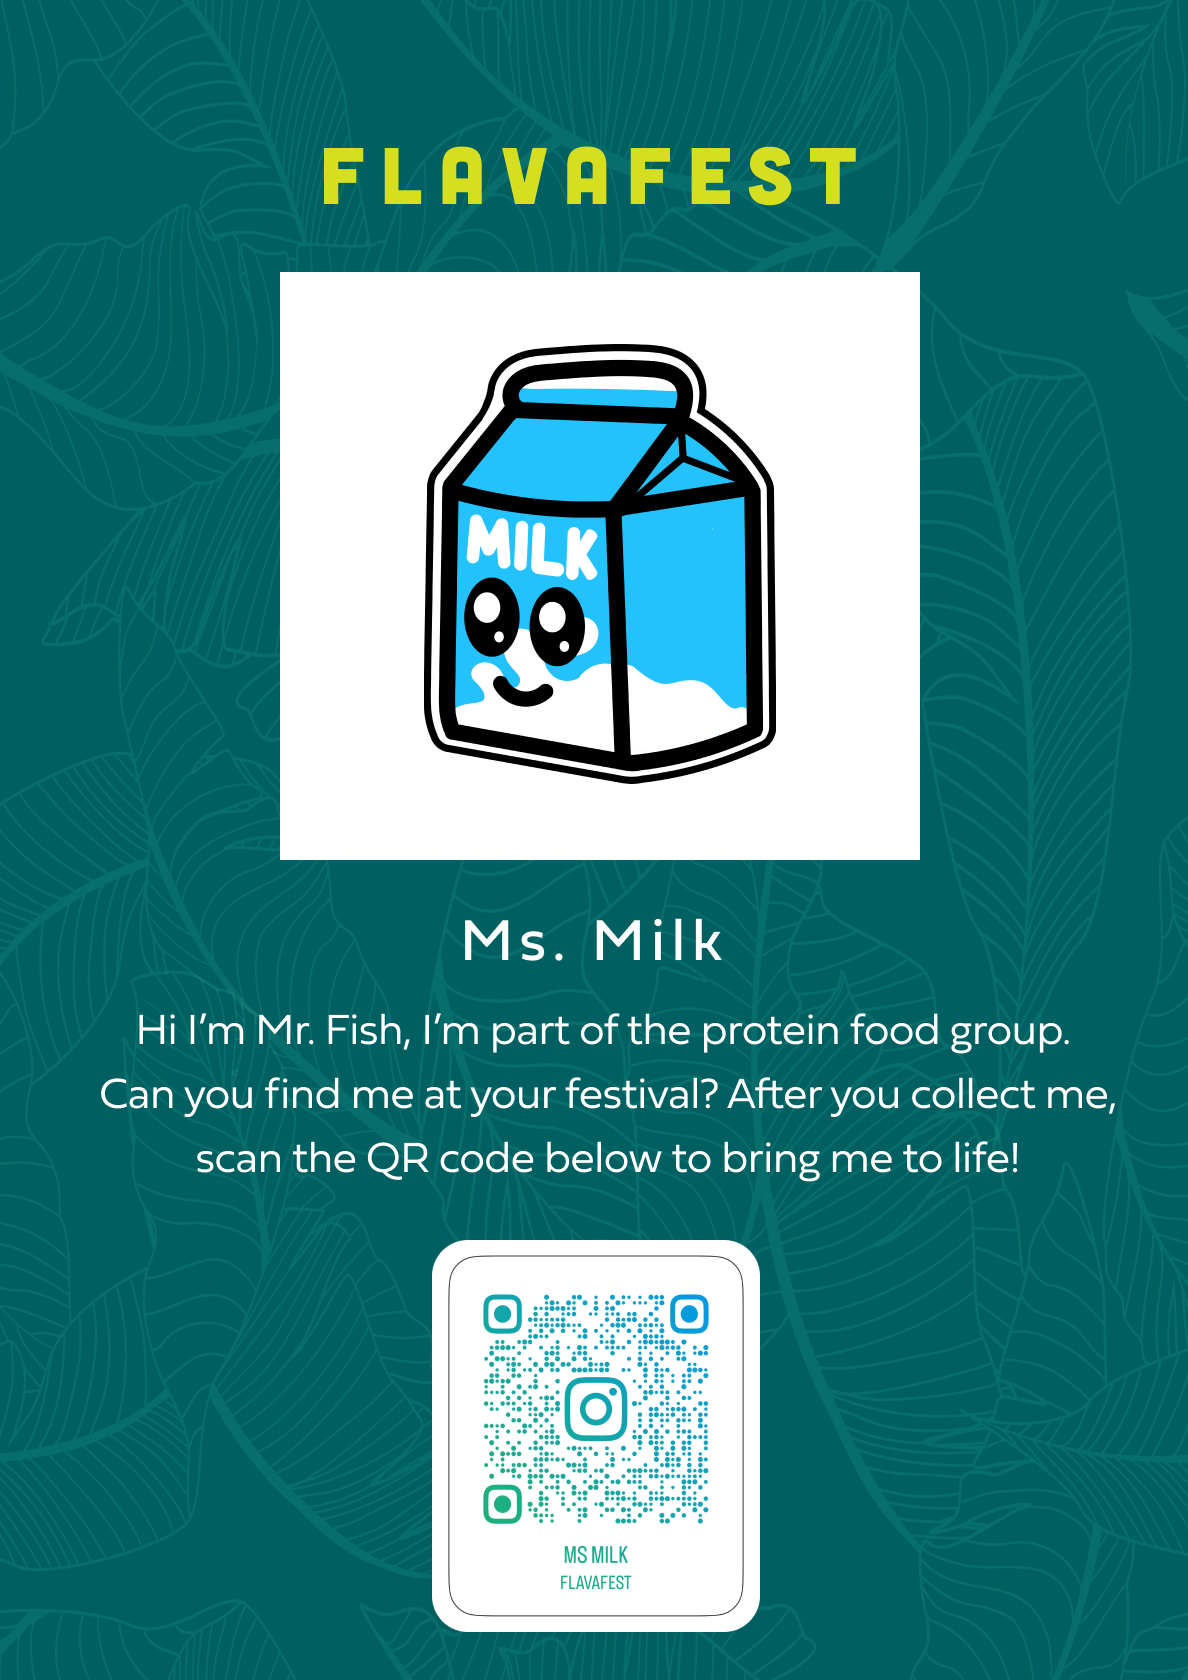 FLAVAFEST
MILK
Ms. Milk
Hi I'm Mr. Fish, I'm part of the protein food group.
Can you find me at your festival? After you collect me,
scan the QR code below to bring me to life!
MS MILK
FLAVAFEST